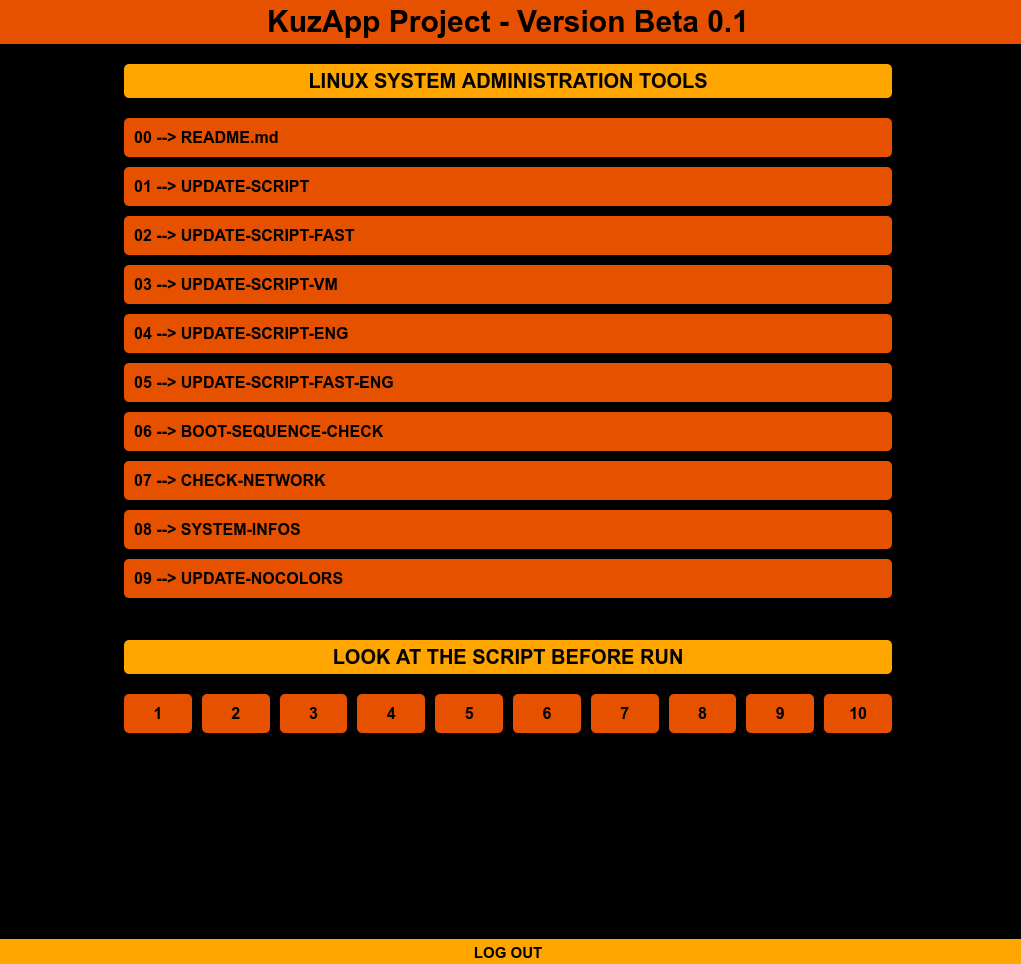 KuzApp Project - Version Beta 0.1
LINUX SYSTEM ADMINISTRATION TOOLS
00 --> README.md
01 --> UPDATE-SCRIPT
02 --> UPDATE-SCRIPT-FAST
03 --> UPDATE-SCRIPT-VM
04 --> UPDATE-SCRIPT-ENG
05 --> UPDATE-SCRIPT-FAST-ENG
06 --> BOOT-SEQUENCE-CHECK
07 --> CHECK-NETWORK
08 --> SYSTEM-INFOS
09 --> UPDATE-NOCOLORS
LOOK AT THE SCRIPT BEFORE RUN
1 2 3 4 5 6 7 8 9 10
LOG OUT